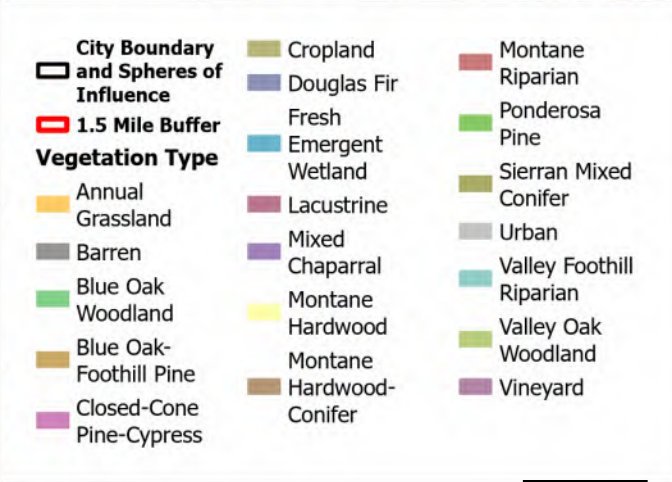 City Boundary
and Spheres of
Influence
1.5 Mile Buffer
Vegetation Type
Annual
Grassland
Barren
Blue Oak
Woodland
Blue Oak-
Foothill Pine
Closed-Cone
Pine-Cypress
Cropland
Douglas Fir
Fresh
Emergent
Wetland
Lacustrine
Mixed
Chaparral
Montane
Hardwood
Montane
Hardwood-
Conifer
Montane
Riparian
Ponderosa
Pine
Sierran Mixed
Conifer
Urban
Valley Foothill
Riparian
Valley Oak
Woodland
Vineyard